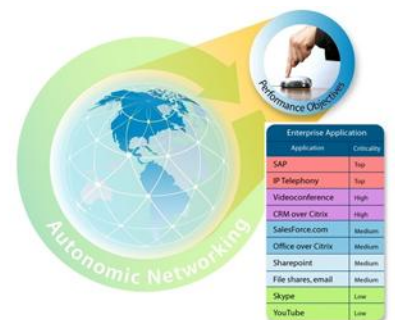 Performance Objectives
Autonomic Networking
Enterprise Application
Application Criticality
SAP Top
IP Telephony Top
Videoconference High
CRM over Citrix High
SalesForce.com Medium
Office over Citrix Medium
Sharepoint Medium
File shares, email Medium
Skype Low
YouTube Low